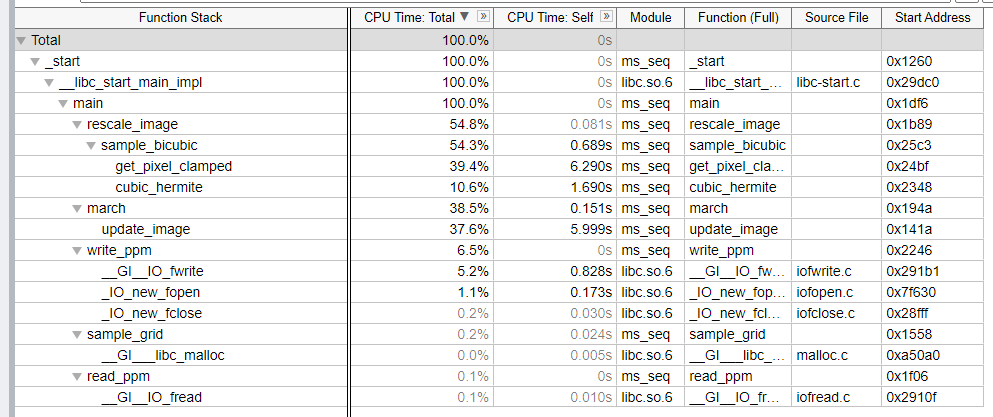 Function Stack CPU Time: Total CPU Time: Self Module Function (Full) Source File Start Address
Total 100.0% 0s
_start 100.0% 0s ms_seq _start 0x1260
__libc_start_main_impl 100.0% 0s libc.so.6 __libc_start_... libc-start.c 0x29dc0
main 100.0% 0s ms_seq main 0x1df6
rescale_image 54.8% 0.081s ms_seq rescale_image 0x1b89
sample_bicubic 54.3% 0.689s ms_seq sample_bicubic 0x25c3
get_pixel_clamped 39.4% 6.290s ms_seq get_pixel_cla... 0x24bf
cubic_hermite 10.6% 1.690s ms_seq cubic_hermite 0x2348
march 38.5% 0.151s ms_seq march 0x194a
update_image 37.6% 5.999s ms_seq update_image 0x141a
write_ppm 6.5% 0s ms_seq write_ppm 0x2246
__GI__IO_fwrite 5.2% 0.828s libc.so.6 __GI__IO_fw... iofwrite.c 0x291b1
_IO_new_fopen 1.1% 0.173s libc.so.6 _IO_new_fop... iofopen.c 0x7f630
_IO_new_fclose 0.2% 0.030s libc.so.6 _IO_new_fcl... iofclose.c 0x28fff
sample_grid 0.2% 0.024s ms_seq sample_grid 0x1558
__GI___libc_malloc 0.0% 0.005s libc.so.6 __GI___libc_... malloc.c 0xa50a0
read_ppm 0.1% 0s ms_seq read_ppm 0x1f06
__GI__IO_fread 0.1% 0.010s libc.so.6 __GI__IO_fr... iofread.c 0x2910f